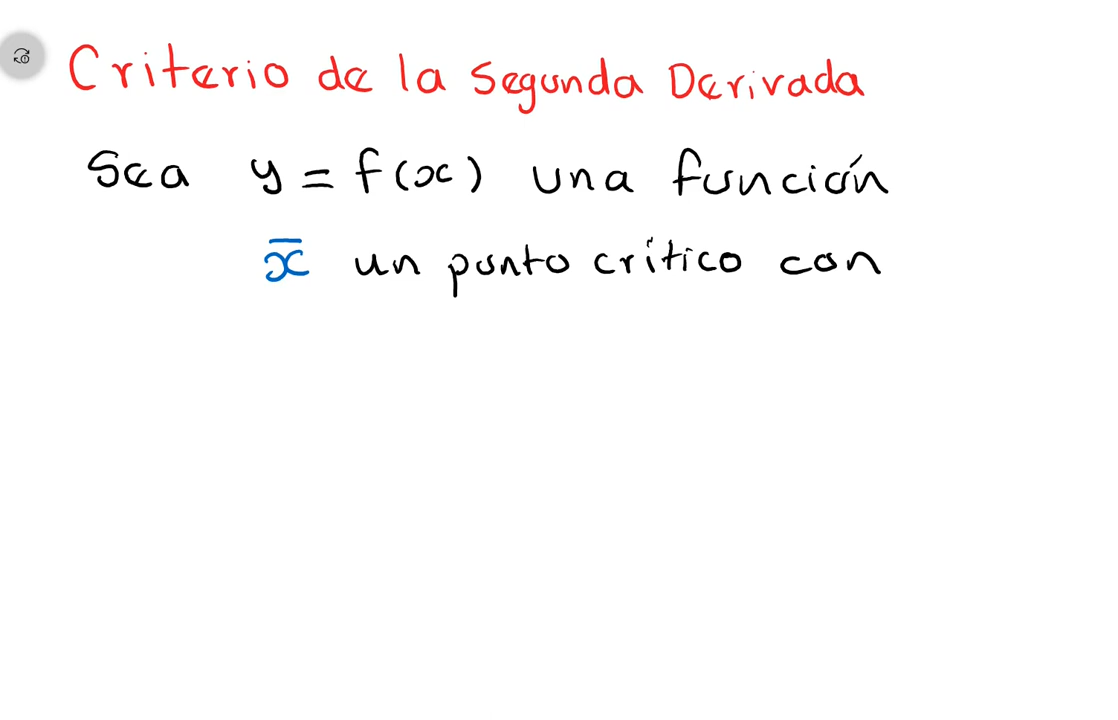 Criterio de la Segunda Derivada
Sea y = f(x) una función
x̄ un punto crítico con